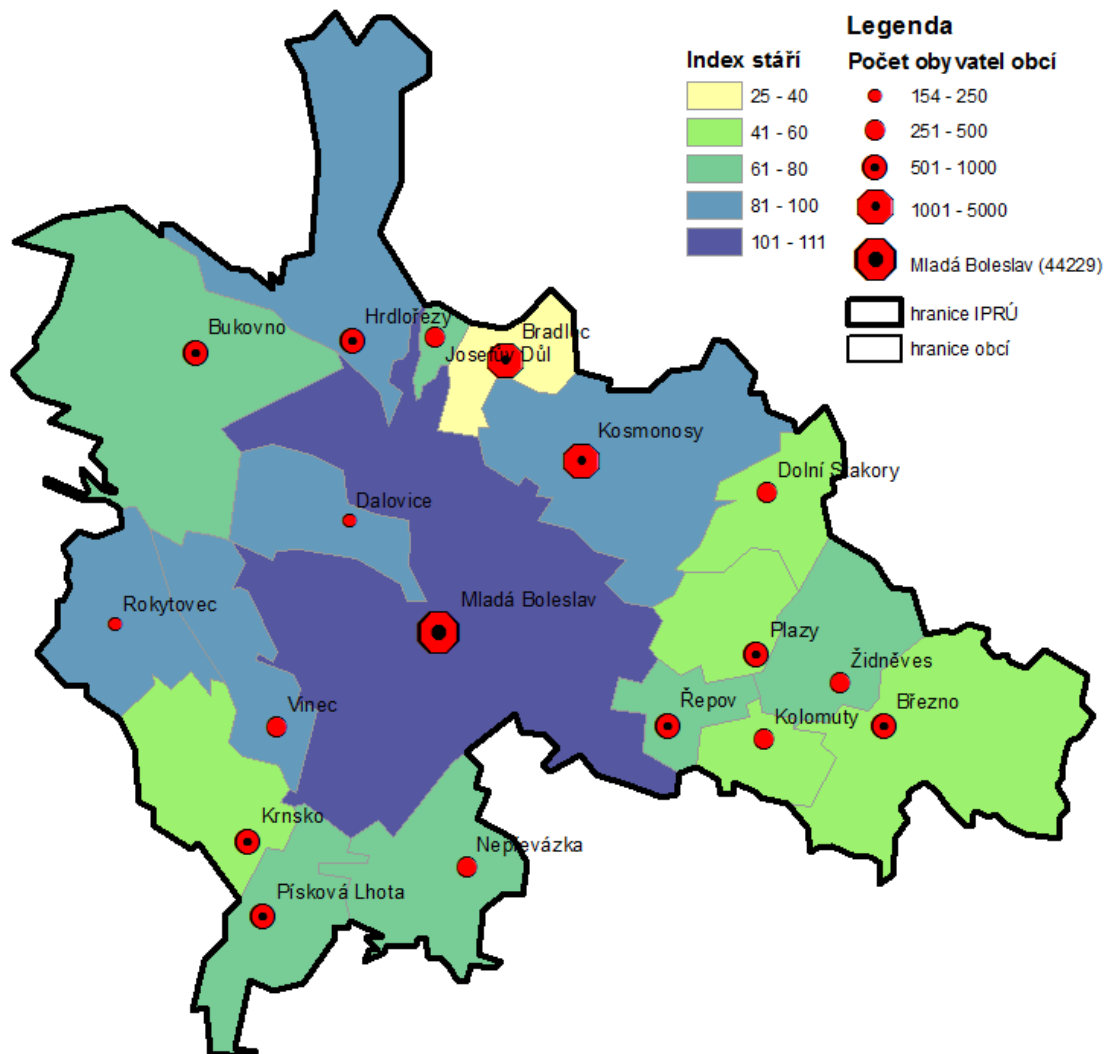 Legenda
Index stáří
25 - 40
41 - 60
61 - 80
81 - 100
101 - 111
Počet obyvatel obcí
154 - 250
251 - 500
501 - 1000
1001 - 5000
Mladá Boleslav (44229)
hranice IPRÚ
hranice obcí
Bukovno
Hrdlořezy
Josefův Důl
Bradlec
Kosmonosy
Dolní Stakory
Dalovice
Rokytovec
Mladá Boleslav
Plazy
Židněves
Vinec
Řepov
Kolomuty
Březno
Krnsko
Nepřevázka
Písková Lhota